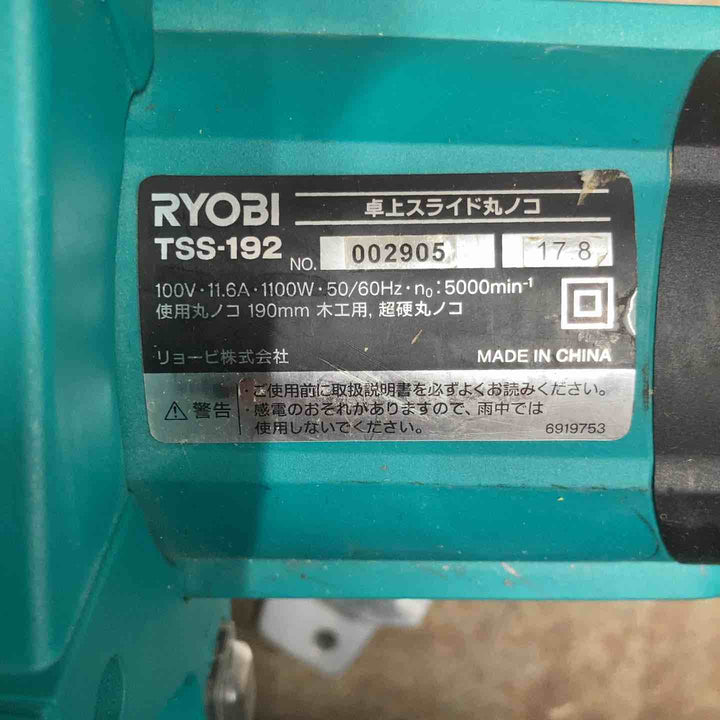 RYOBI 卓上スライド丸ノコ
TSS-192 NO. 002905 17.8
100V・11.6A・1100W・50/60Hz・n₀:5000min⁻¹
使用丸ノコ 190mm 木工用, 超硬丸ノコ
リョービ株式会社 MADE IN CHINA
⚠警告 ・ご使用前に取扱説明書を必ずよくお読みください。
・感電のおそれがありますので、雨中では
使用しないでください。 6919753